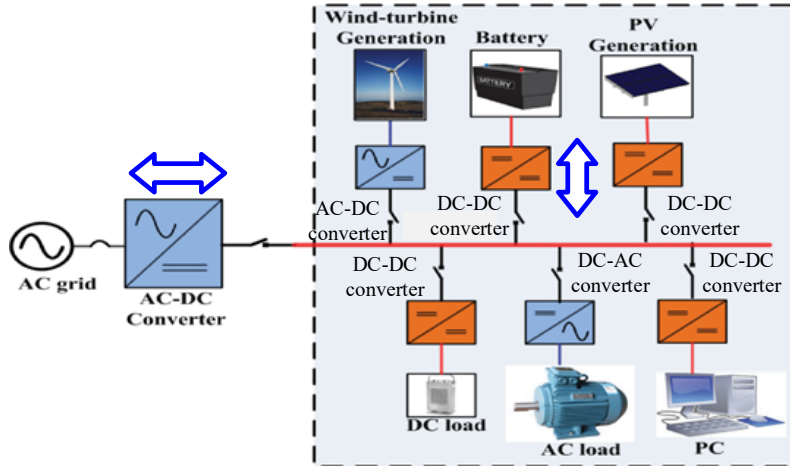 Wind-turbine
Generation
Battery
PV
Generation
BATTERY
AC-DC
converter
DC-DC
converter
DC-DC
converter
AC grid
AC-DC
Converter
DC-DC
converter
DC-AC
converter
DC-DC
converter
DC load
AC load
PC